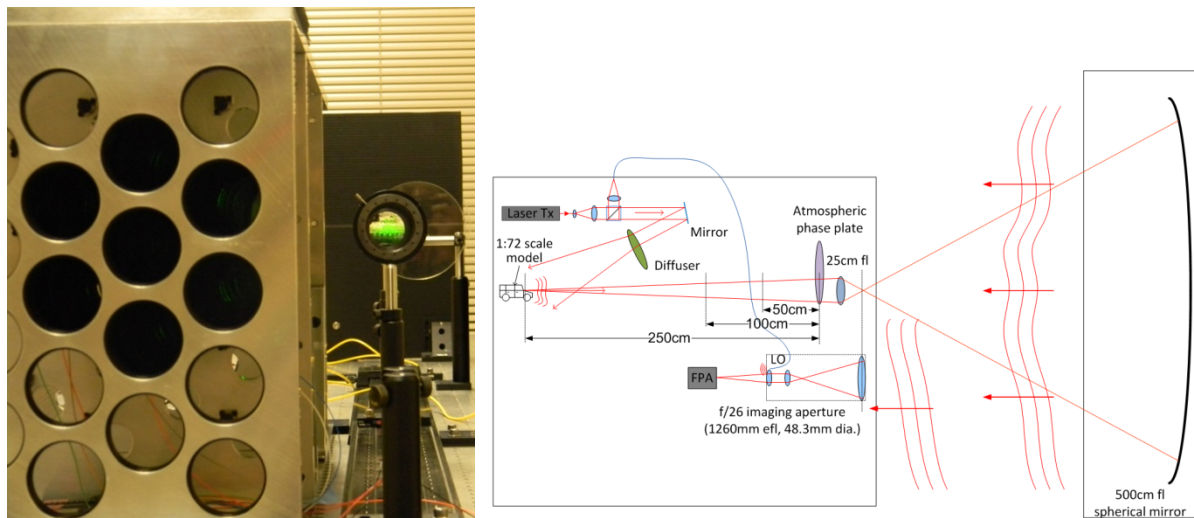 Laser Tx
1:72 scale
model
Mirror
Diffuser
Atmospheric
phase plate
25cm fl
50cm
100cm
250cm
LO
FPA
f/26 imaging aperture
(1260mm efl, 48.3mm dia.)
500cm fl
spherical mirror